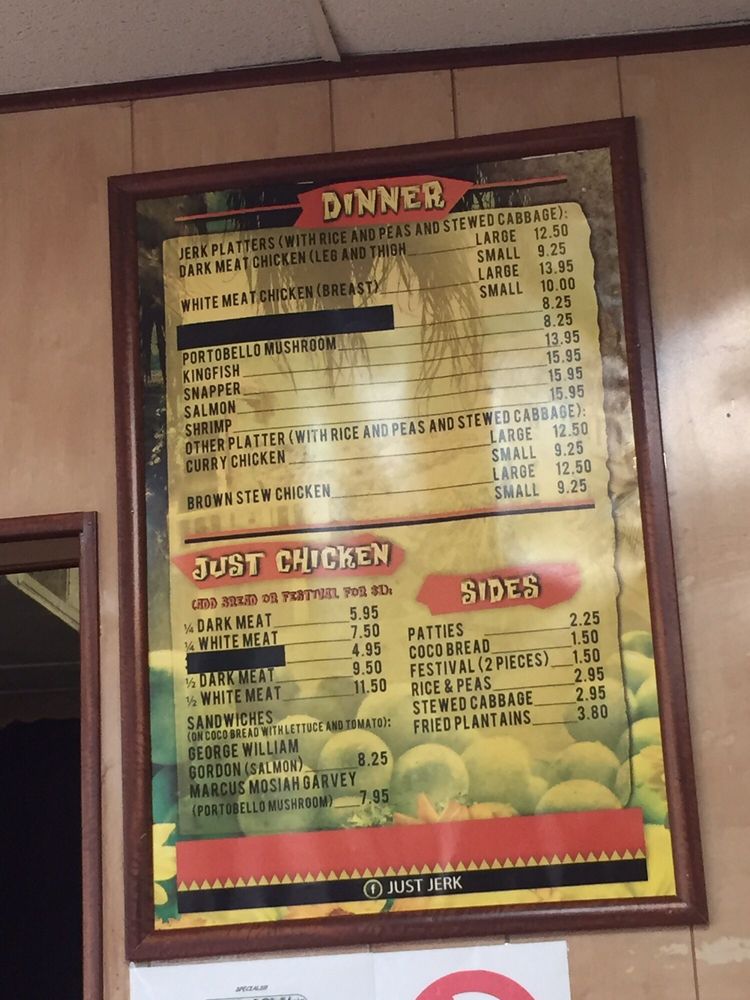 DINNER
JERK PLATTERS (WITH RICE AND PEAS AND STEWED CABBAGE):
DARK MEAT CHICKEN (LEG AND THIGH LARGE 12.50
SMALL 9.25
WHITE MEAT CHICKEN (BREAST) LARGE 13.95
SMALL 10.00
8.25
PORTOBELLO MUSHROOM 8.25
KINGFISH 13.95
SNAPPER 15.95
SALMON 15.95
SHRIMP 15.95
OTHER PLATTER (WITH RICE AND PEAS AND STEWED CABBAGE):
CURRY CHICKEN LARGE 12.50
SMALL 9.25
BROWN STEW CHICKEN LARGE 12.50
SMALL 9.25
JUST CHICKEN
(ADD BREAD OR FESTIVAL FOR $1):
¼ DARK MEAT 5.95
¼ WHITE MEAT 7.50
4.95
½ DARK MEAT 9.50
½ WHITE MEAT 11.50
SANDWICHES
(ON COCO BREAD WITH LETTUCE AND TOMATO):
GEORGE WILLIAM
GORDON (SALMON) 8.25
MARCUS MOSIAH GARVEY
(PORTOBELLO MUSHROOM) 7.95
SIDES
PATTIES 2.25
COCO BREAD 1.50
FESTIVAL (2 PIECES) 1.50
RICE & PEAS 2.95
STEWED CABBAGE 2.95
FRIED PLANTAINS 3.80
f JUST JERK